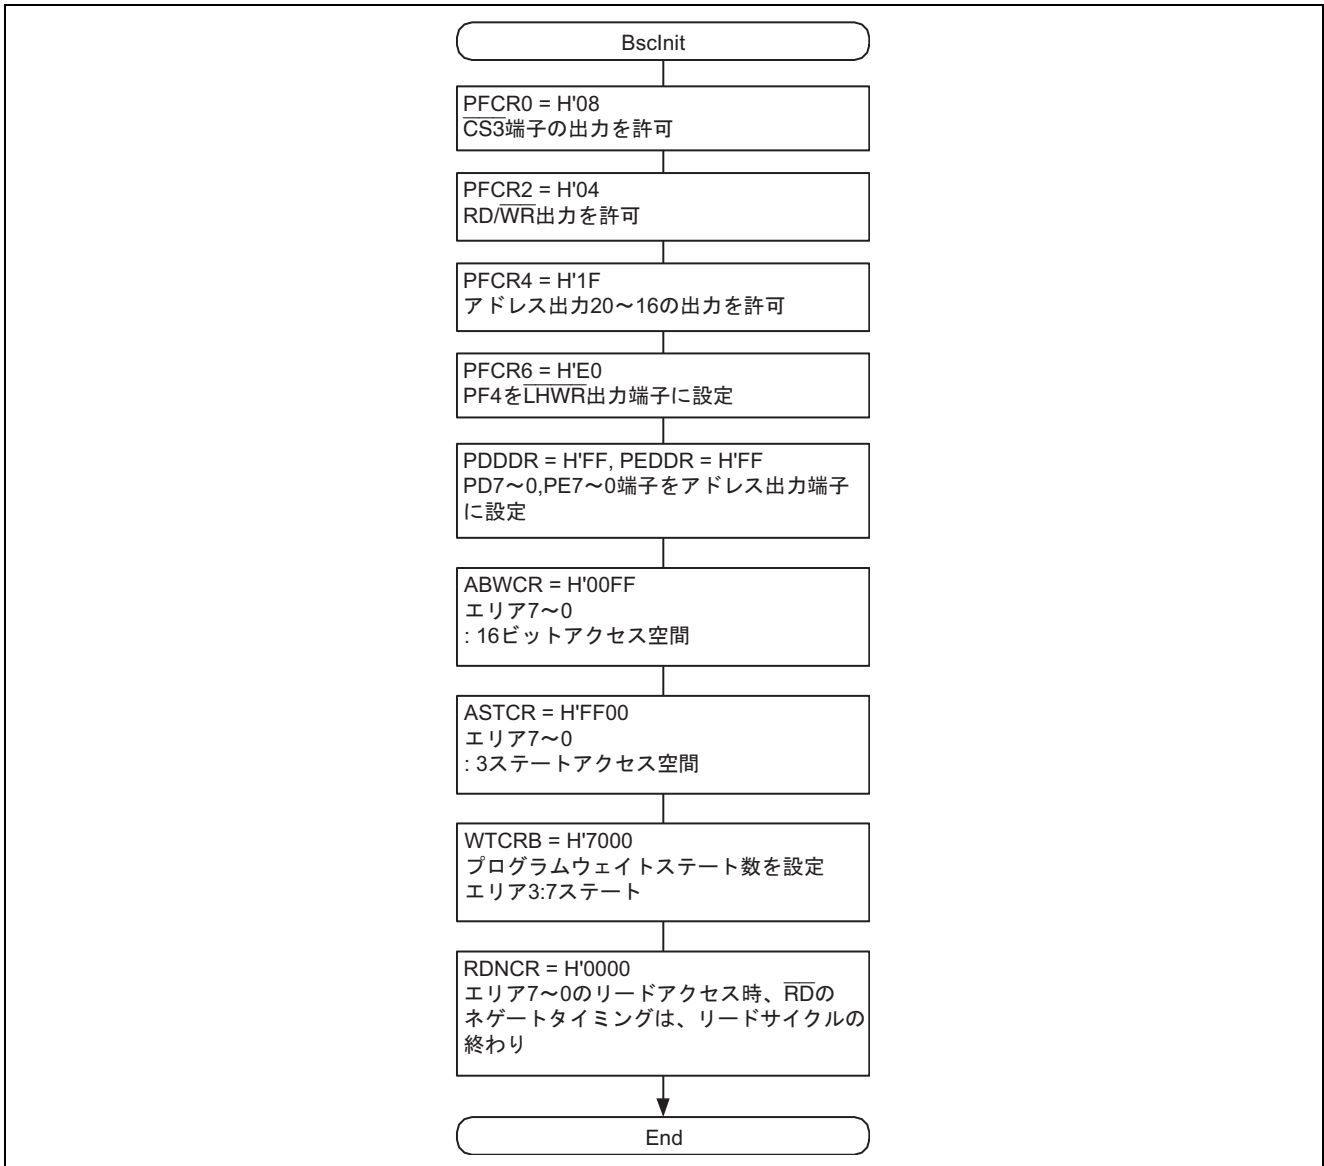 BscInit
PFCR0 = H'08
CS3端子の出力を許可
PFCR2 = H'04
RD/WR出力を許可
PFCR4 = H'1F
アドレス出力20～16の出力を許可
PFCR6 = H'E0
PF4をLHWR出力端子に設定
PDDDR = H'FF, PEDDR = H'FF
PD7～0,PE7～0端子をアドレス出力端子
に設定
ABWCR = H'00FF
エリア7～0
: 16ビットアクセス空間
ASTCR = H'FF00
エリア7～0
: 3ステートアクセス空間
WTCRB = H'7000
プログラムウェイトステート数を設定
エリア3:7ステート
RDNCR = H'0000
エリア7～0のリードアクセス時、RDの
ネゲートタイミングは、リードサイクルの
終わり
End